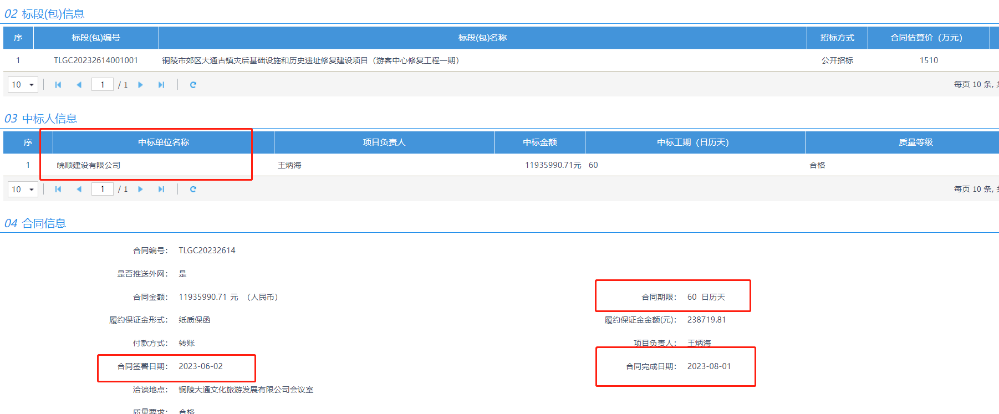 02 标段(包)信息
序 标段(包)编号 标段(包)名称 招标方式 合同估算价（万元）
1 TLGC20232614001001 铜陵市郊区大通古镇灾后基础设施和历史遗址修复建设项目（游客中心修复工程一期） 公开招标 1510
10 1 / 1 每页 10 条,
03 中标人信息
序 中标单位名称 项目负责人 中标金额 中标工期（日历天） 质量等级
1 皖顺建设有限公司 王炳海 11935990.71元 60 合格
10 1 / 1 每页 10 条,
04 合同信息
合同编号： TLGC20232614
是否推送外网： 是
合同金额： 11935990.71 元 （人民币） 合同期限： 60 日历天
履约保证金形式： 纸质保函 履约保证金金额(元)： 238719.81
付款方式： 转账 项目负责人： 王炳海
合同签署日期： 2023-06-02 合同完成日期： 2023-08-01
洽谈地点： 铜陵大通文化旅游发展有限公司会议室
质量要求： 合格